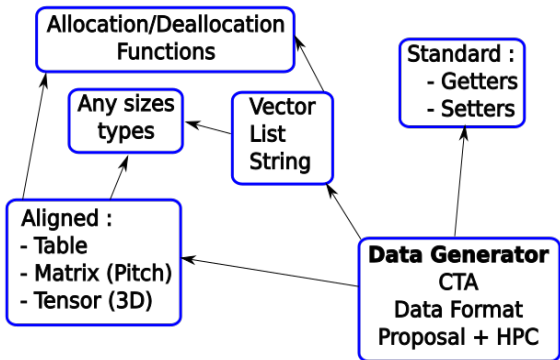 Allocation/Deallocation
Functions
Standard :
- Getters
- Setters
Any sizes
types
Vector
List
String
Aligned :
- Table
- Matrix (Pitch)
- Tensor (3D)
Data Generator
CTA
Data Format
Proposal + HPC